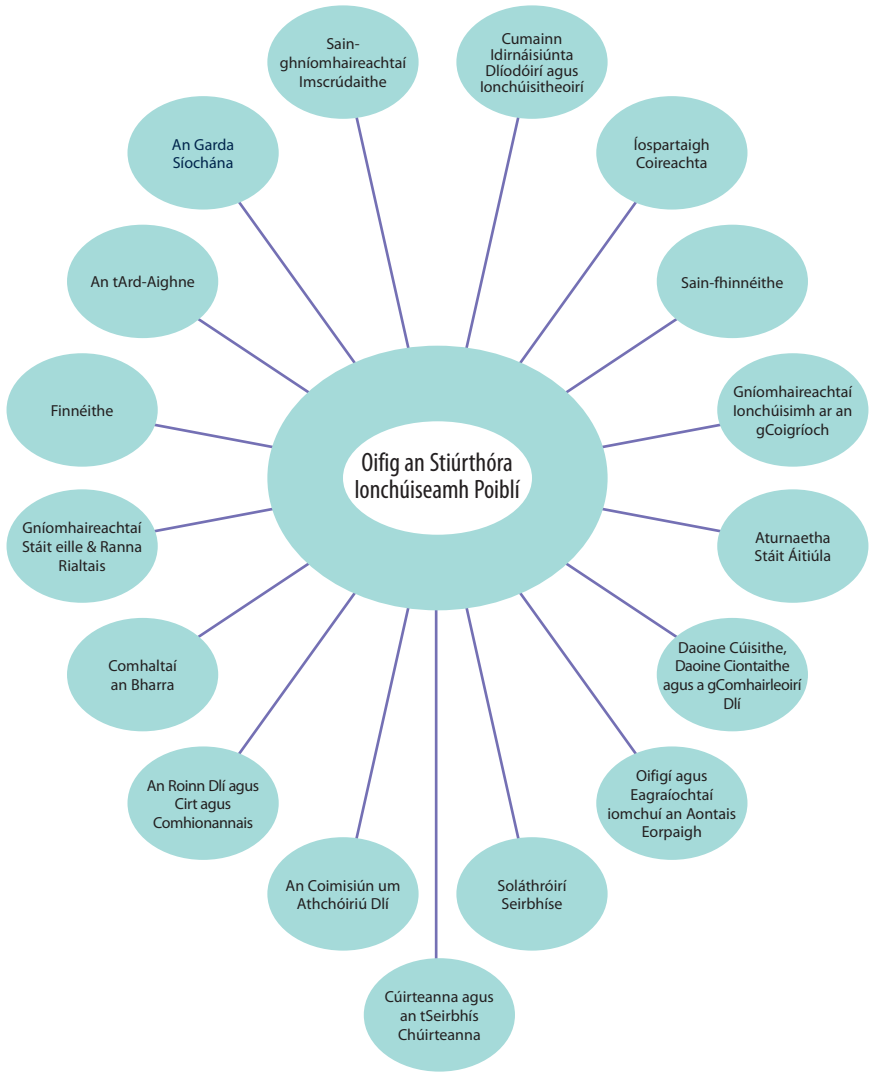 Sain-
ghníomhaireachtaí
Imscrúdaithe
Cumainn
Idirnáisiúnta
Dlíodóirí agus
Ionchúisitheoirí
An Garda
Síochána
Íospartaigh
Coireachta
An tArd-Aighne
Sain-fhinnéithe
Finnéithe
Gníomhaireachtaí
Ionchúisimh ar an
gCoigríoch
Oifig an Stiúrthóra
Ionchúiseamh Poiblí
Gníomhaireachtaí
Stáit eille & Ranna
Rialtais
Aturnaetha
Stáit Áitiúla
Comhaltaí
an Bharra
Daoine Cúisithe,
Daoine Ciontaithe
agus a gComhairleoirí
Dlí
An Roinn Dlí agus
Cirt agus
Comhionannais
Oifigí agus
Eagraíochtaí
iomchuí an Aontais
Eorpaigh
An Coimisiún um
Athchóiriú Dlí
Soláthróirí
Seirbhíse
Cúirteanna agus
an tSeirbhís
Chúirteanna